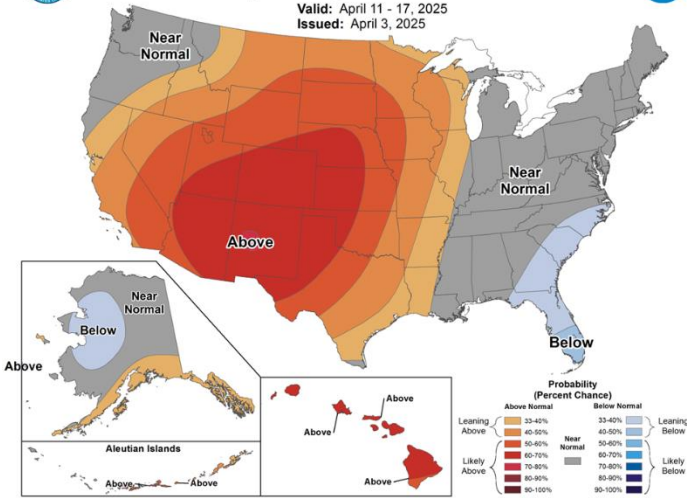 Valid: April 11 - 17, 2025
Issued: April 3, 2025
Near
Normal
Near
Normal
Above
Below
Near
Normal
Below
Above
Aleutian Islands
Above
Above
Above
Above
Above
Above
Probability
(Percent Chance)
Above Normal
Below Normal
Leaning
Above
33-40%
40-50%
Likely
Above
50-60%
60-70%
70-80%
80-90%
90-100%
Near
Normal
33-40%
40-50%
Leaning
Below
50-60%
60-70%
70-80%
80-90%
90-100%
Likely
Below